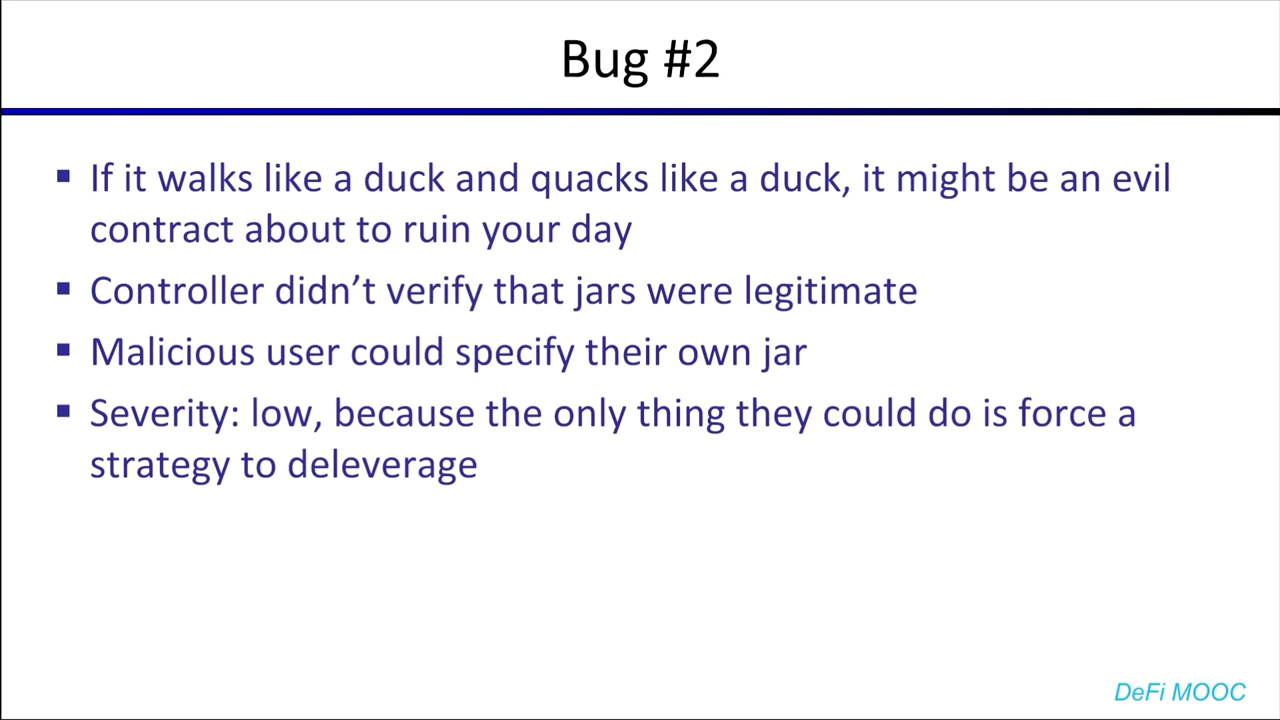 Bug #2
▪ If it walks like a duck and quacks like a duck, it might be an evil
contract about to ruin your day
▪ Controller didn’t verify that jars were legitimate
▪ Malicious user could specify their own jar
▪ Severity: low, because the only thing they could do is force a
strategy to deleverage
DeFi MOOC